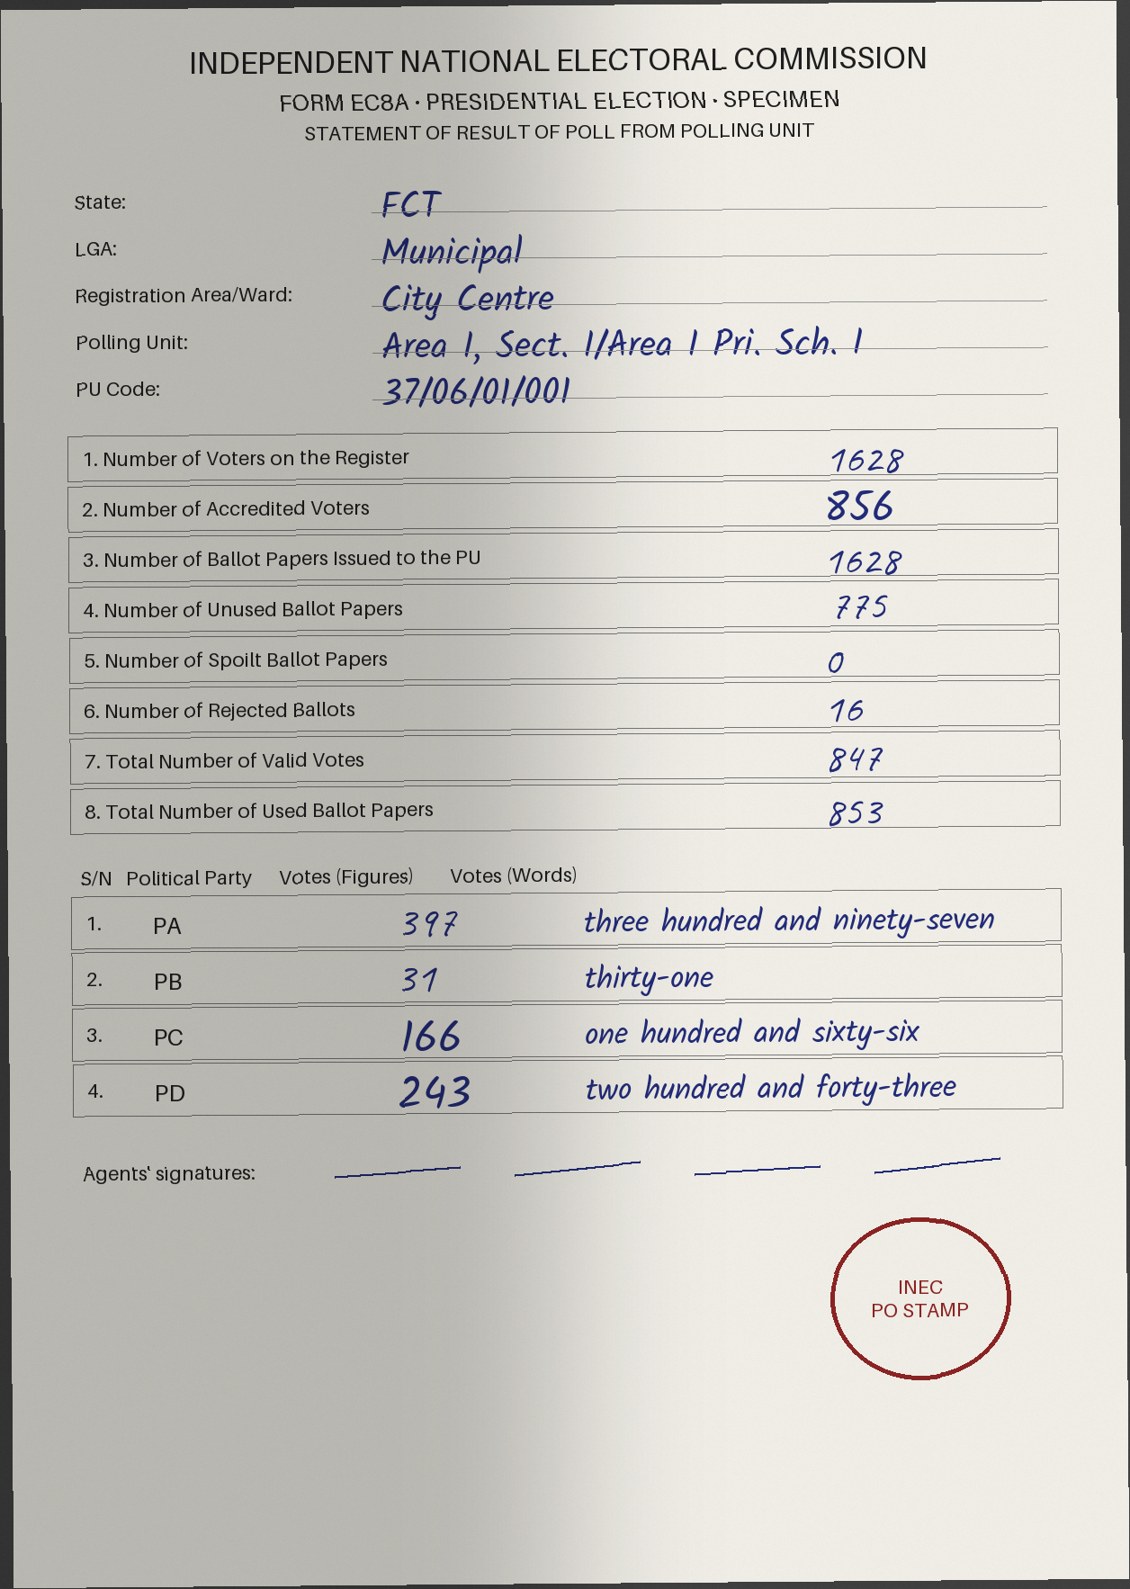 INDEPENDENT NATIONAL ELECTORAL COMMISSION
FORM EC8A · PRESIDENTIAL ELECTION · SPECIMEN
STATEMENT OF RESULT OF POLL FROM POLLING UNIT
State: FCT
LGA: Municipal
Registration Area/Ward: City Centre
Polling Unit: Area 1, Sect. 1/Area 1 Pri. Sch. 1
PU Code: 37/06/01/001
1. Number of Voters on the Register 1628
2. Number of Accredited Voters 856
3. Number of Ballot Papers Issued to the PU 1628
4. Number of Unused Ballot Papers 775
5. Number of Spoilt Ballot Papers 0
6. Number of Rejected Ballots 16
7. Total Number of Valid Votes 847
8. Total Number of Used Ballot Papers 853
S/N Political Party Votes (Figures) Votes (Words)
1. PA 397 three hundred and ninety-seven
2. PB 31 thirty-one
3. PC 166 one hundred and sixty-six
4. PD 243 two hundred and forty-three
Agents' signatures:
INEC
PO STAMP